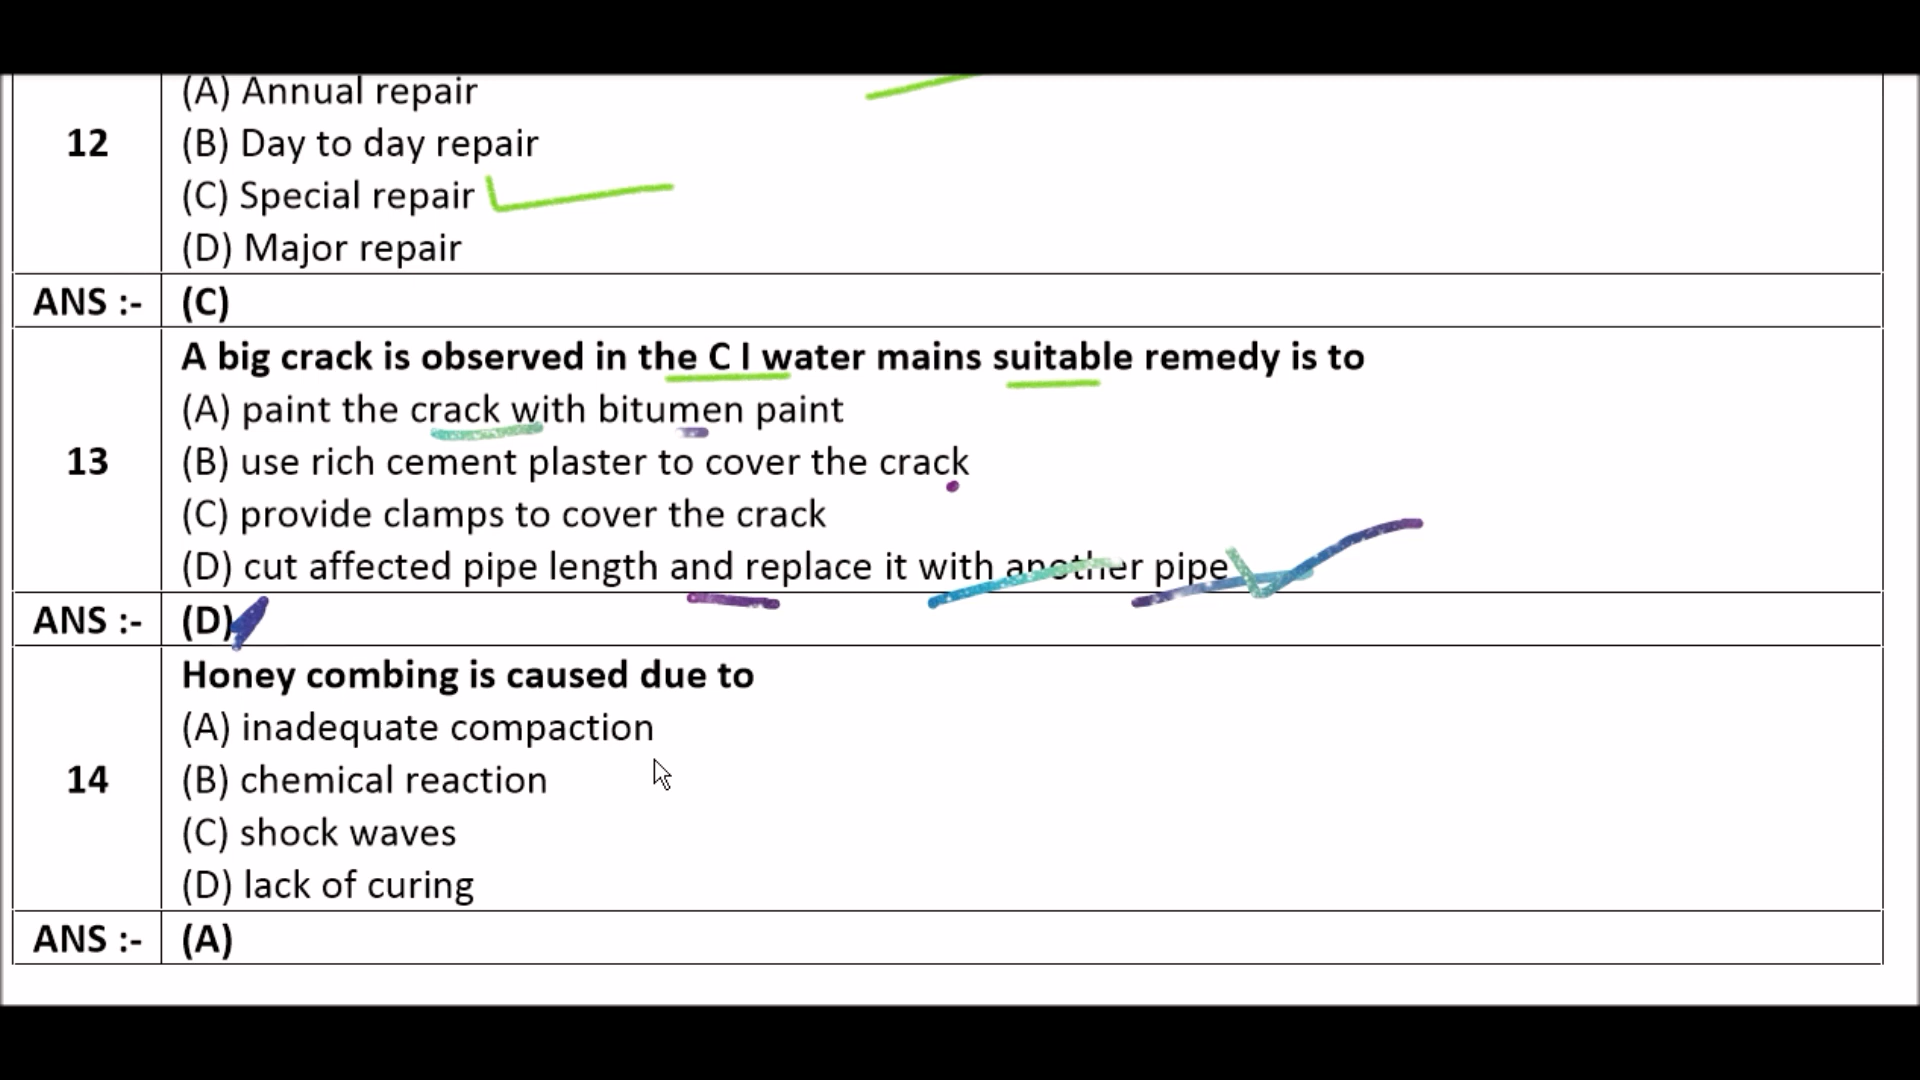 (A) Annual repair
12
(B) Day to day repair
(C) Special repair
(D) Major repair
ANS :- (C)
A big crack is observed in the C I water mains suitable remedy is to
(A) paint the crack with bitumen paint
13
(B) use rich cement plaster to cover the crack
(C) provide clamps to cover the crack
(D) cut affected pipe length and replace it with another pipe
ANS :- (D)
Honey combing is caused due to
(A) inadequate compaction
14
(B) chemical reaction
(C) shock waves
(D) lack of curing
ANS :- (A)